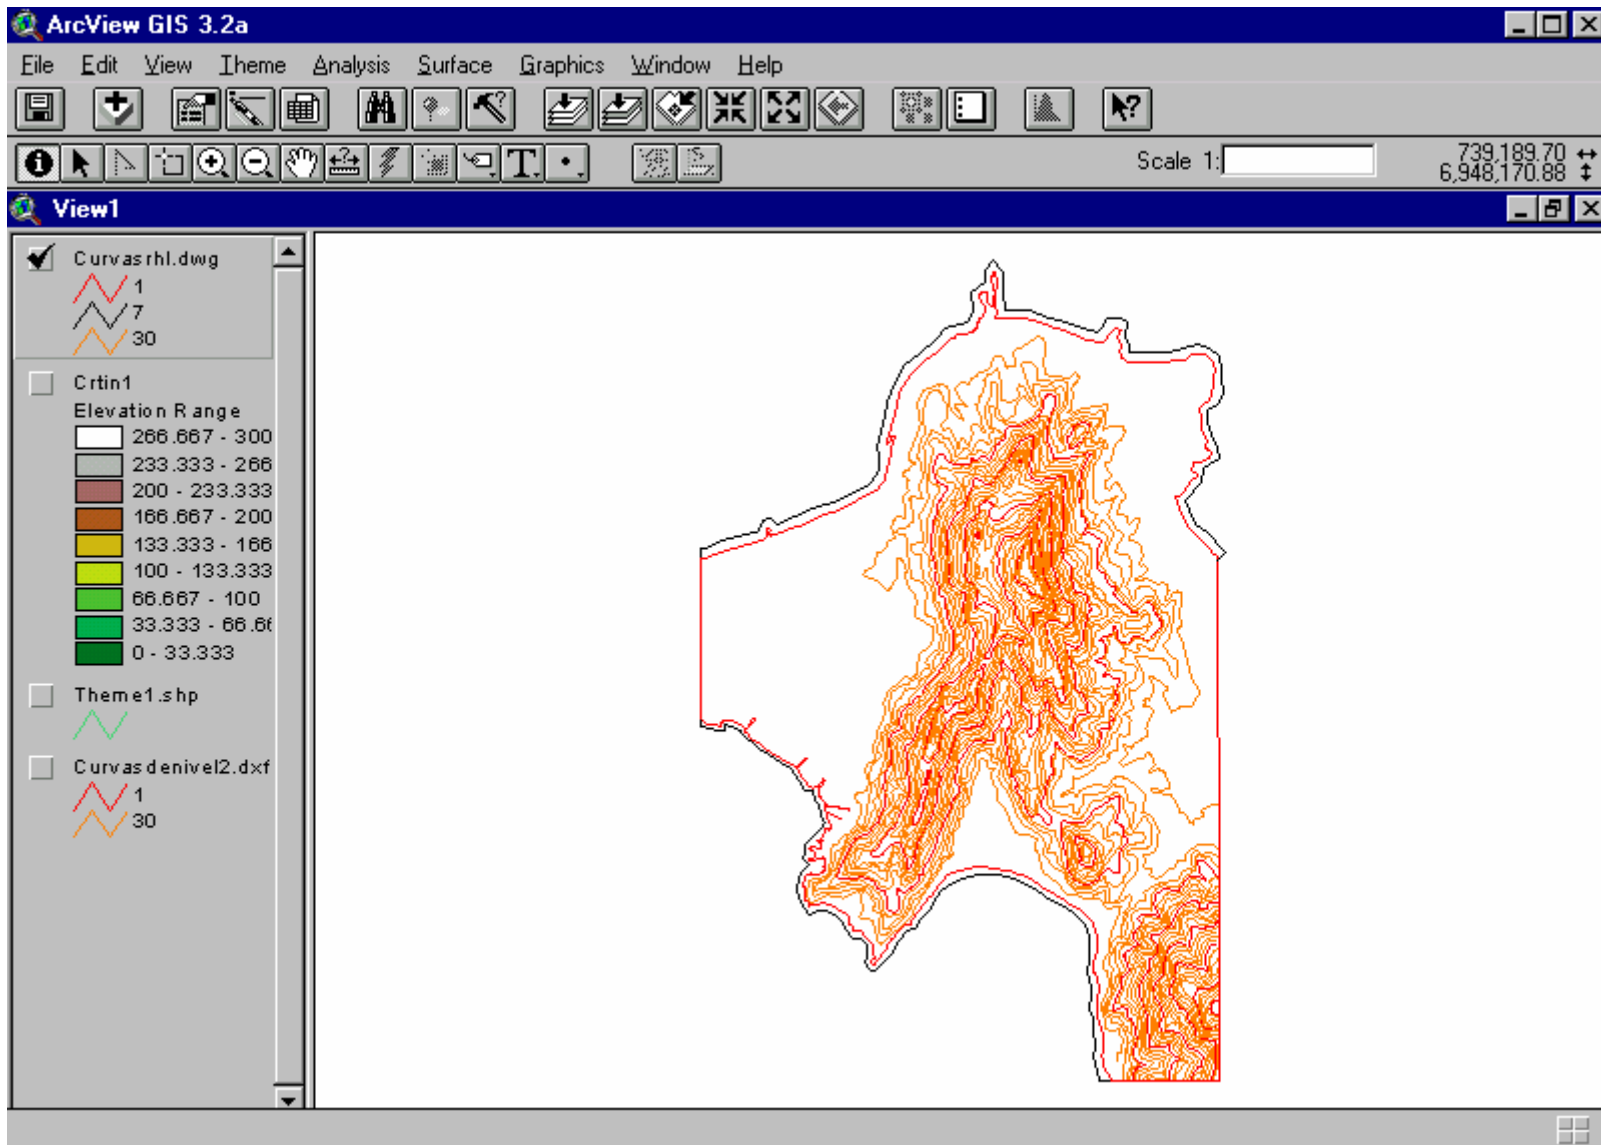 ArcView GIS 3.2a
File Edit View Theme Analysis Surface Graphics Window Help
Scale 1: 739,189.70
6,948,170.88
View1
Curvasrhl.dwg
1
7
30
Crtin1
Elevation Range
266.667 - 300
233.333 - 266
200 - 233.333
166.667 - 200
133.333 - 166
100 - 133.333
66.667 - 100
33.333 - 66.66
0 - 33.333
Theme1.shp
Curvasdenivel2.dxf
1
30